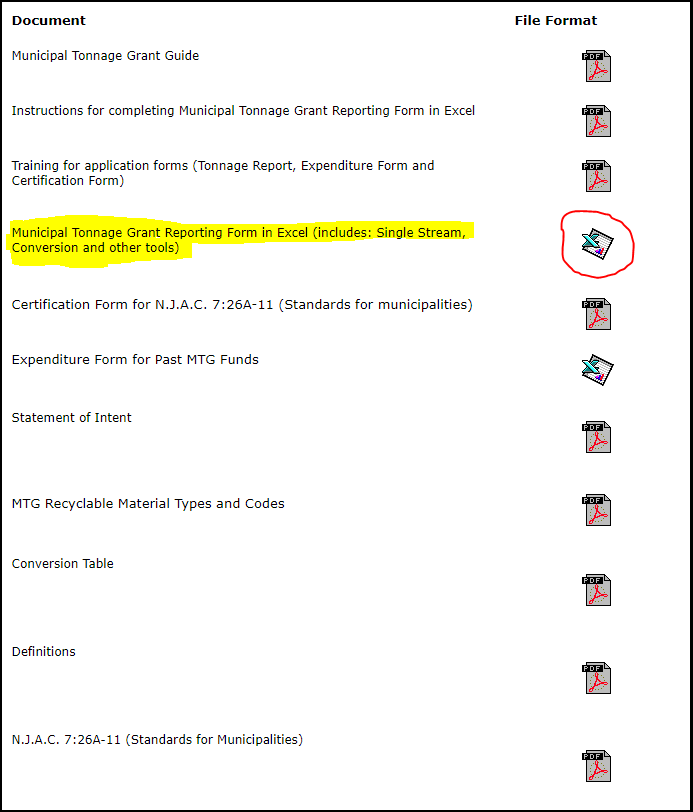 Document File Format
Municipal Tonnage Grant Guide
PDF
Instructions for completing Municipal Tonnage Grant Reporting Form in Excel
PDF
Training for application forms (Tonnage Report, Expenditure Form and
Certification Form)
PDF
Municipal Tonnage Grant Reporting Form in Excel (includes: Single Stream,
Conversion and other tools)
Certification Form for N.J.A.C. 7:26A-11 (Standards for municipalities)
PDF
Expenditure Form for Past MTG Funds
Statement of Intent
PDF
MTG Recyclable Material Types and Codes
PDF
Conversion Table
PDF
Definitions
PDF
N.J.A.C. 7:26A-11 (Standards for Municipalities)
PDF